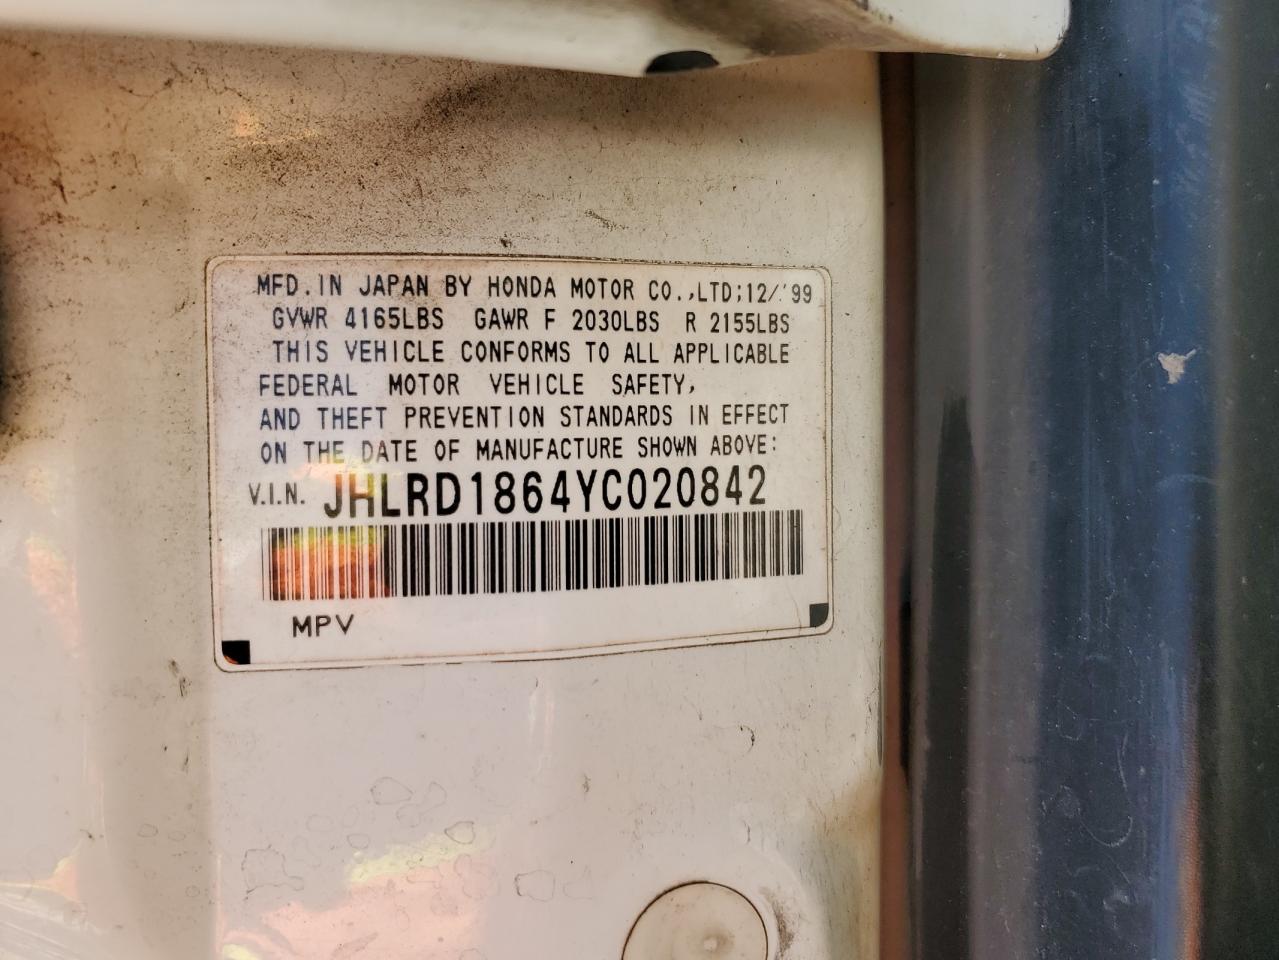 MFD. IN JAPAN BY HONDA MOTOR CO.,LTD;12/'99
GVWR 4165LBS GAWR F 2030LBS R 2155LBS
THIS VEHICLE CONFORMS TO ALL APPLICABLE
FEDERAL MOTOR VEHICLE SAFETY,
AND THEFT PREVENTION STANDARDS IN EFFECT
ON THE DATE OF MANUFACTURE SHOWN ABOVE:
V.I.N. JHLRD1864YC020842
MPV